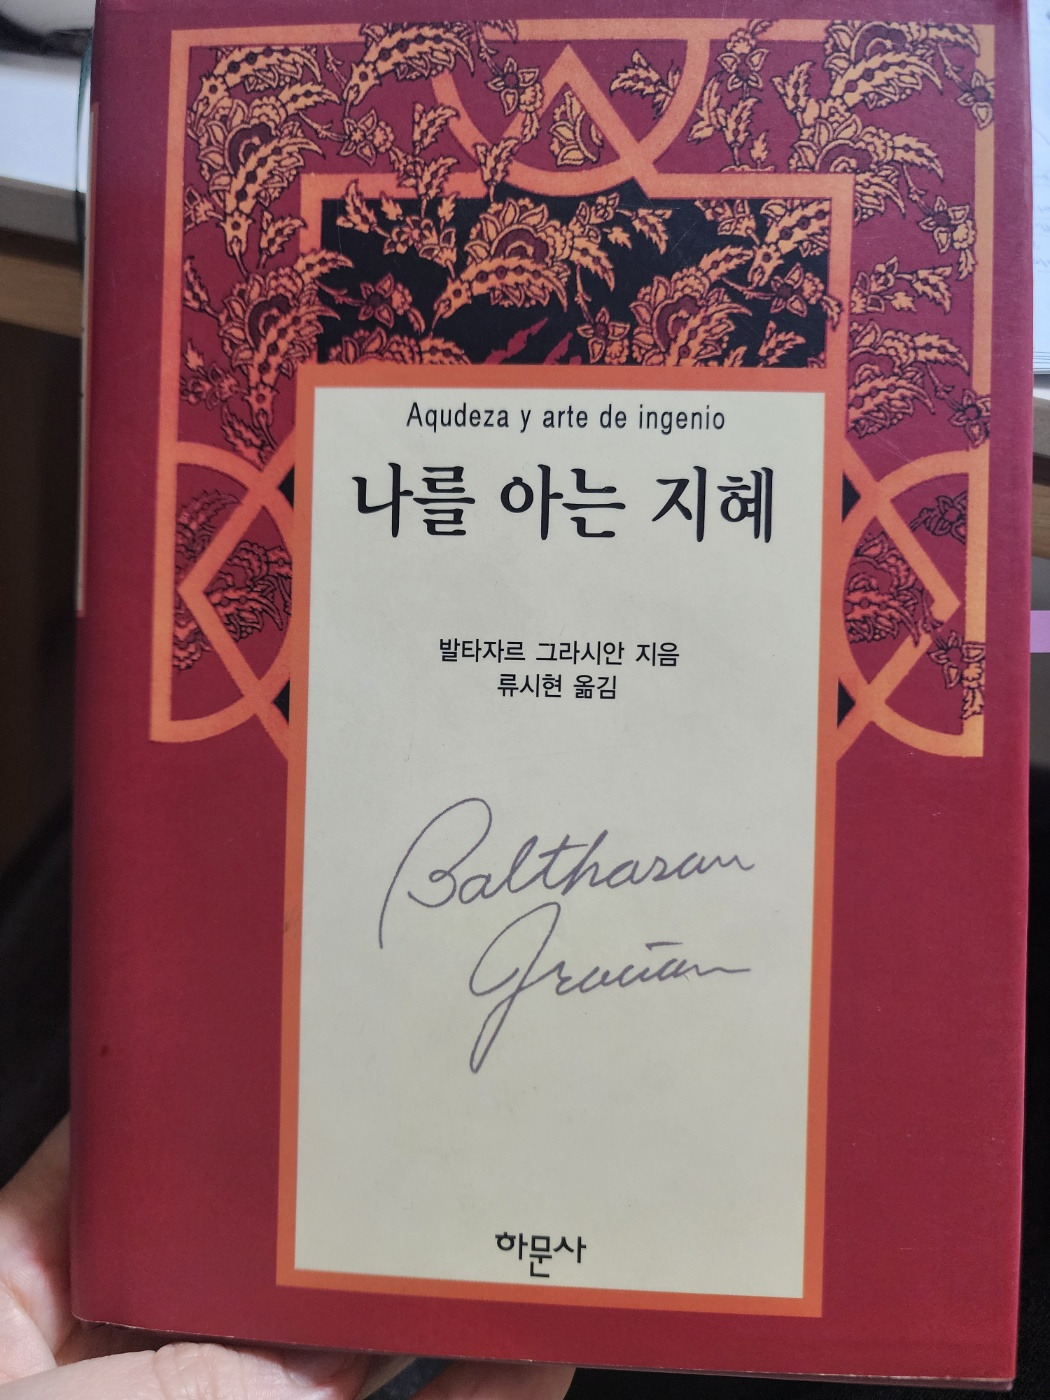 Aqudeza y arte de ingenio
나를 아는 지혜
발타자르 그라시안 지음
류시현 옮김
Balthasar
Gracian
하문사